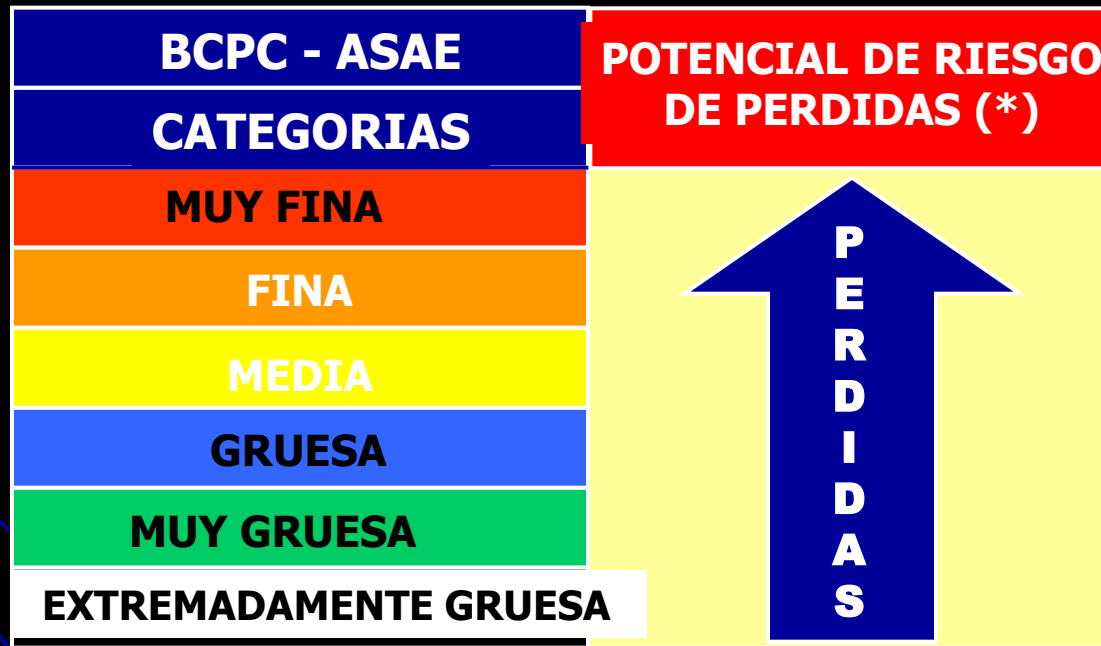 BCPC - ASAE
CATEGORIAS
POTENCIAL DE RIESGO
DE PERDIDAS (*)
MUY FINA
FINA
MEDIA
GRUESA
MUY GRUESA
EXTREMADAMENTE GRUESA
P
E
R
D
I
D
A
S